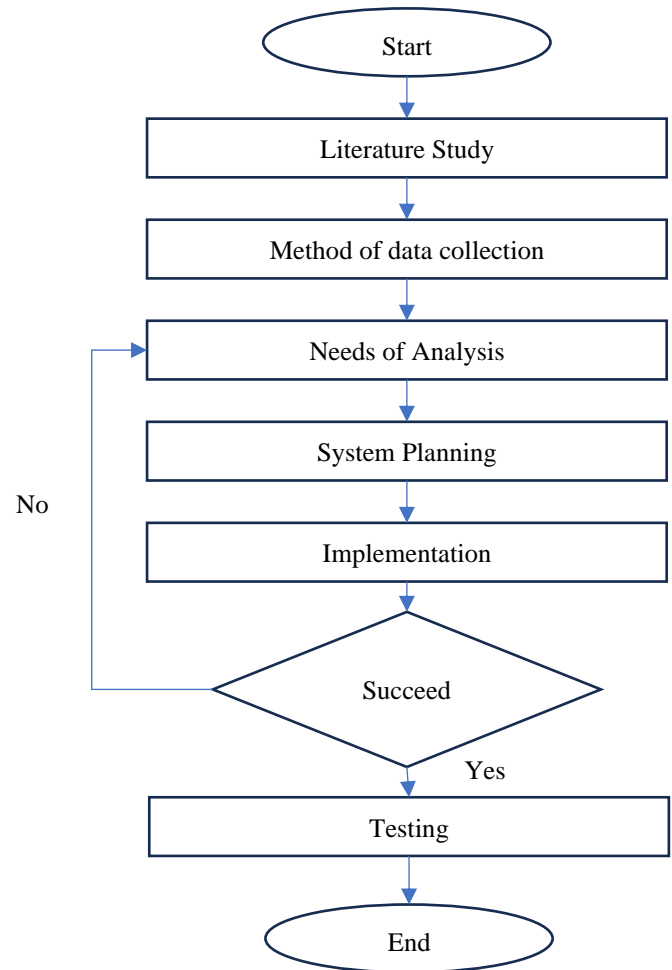 Start
Literature Study
Method of data collection
Needs of Analysis
System Planning
No
Implementation
Succeed
Yes
Testing
End